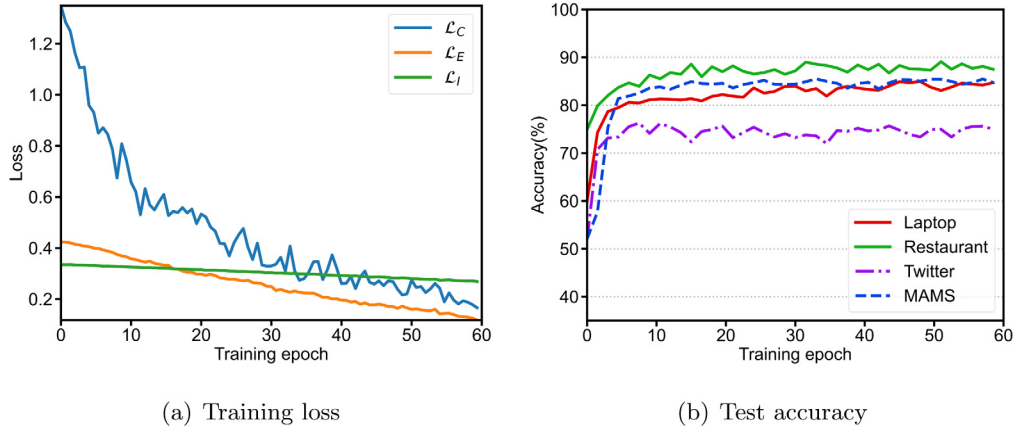 1.2
1.0
0.8
0.6
0.4
0.2
Loss
0 10 20 30 40 50 60
Training epoch
ℒ_C
ℒ_E
ℒ_I
(a) Training loss
100
90
80
70
60
50
40
Accuracy(%)
0 10 20 30 40 50 60
Training epoch
Laptop
Restaurant
Twitter
MAMS
(b) Test accuracy